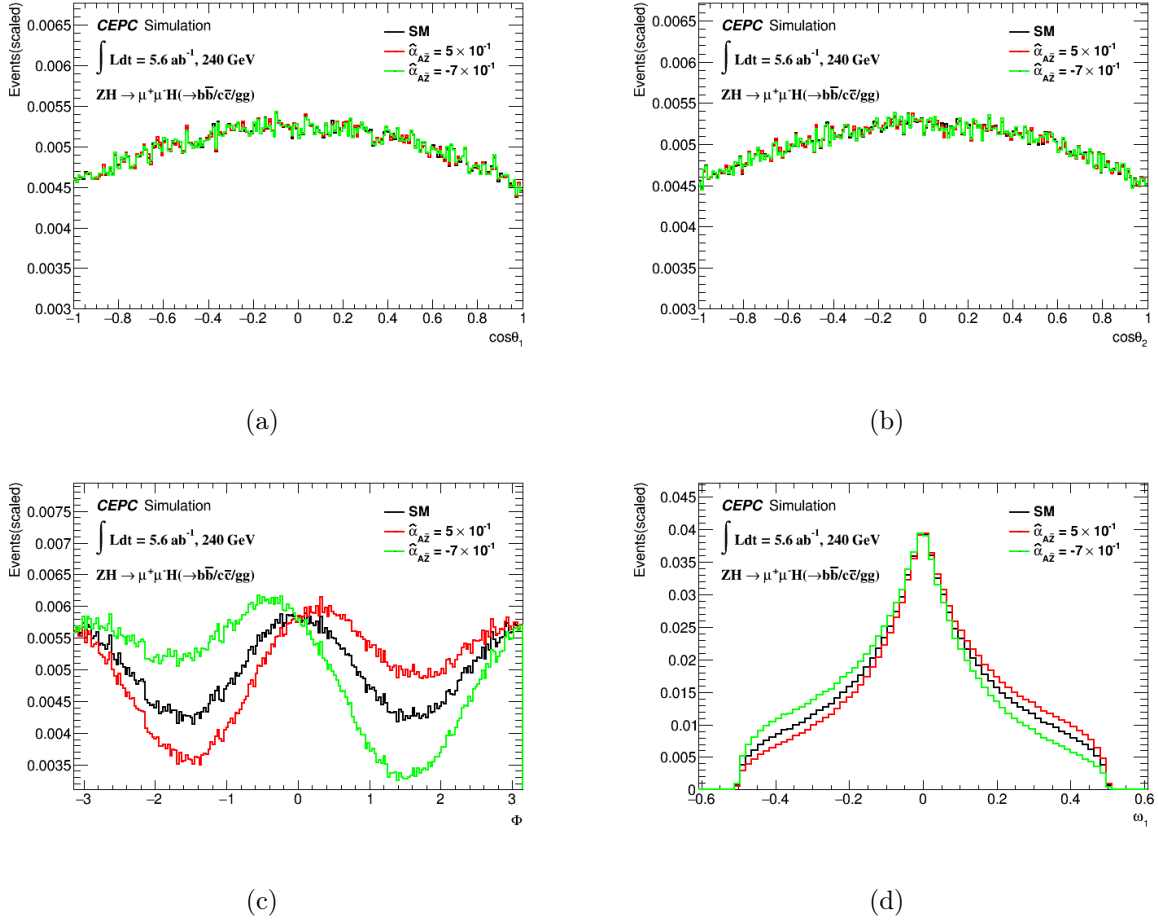 CEPC Simulation
∫ Ldt = 5.6 ab⁻¹, 240 GeV
ZH → μ⁺μ⁻H(→bb̅/cc̅/gg)
SM
α̂_AZ̃ = 5 × 10⁻¹
α̂_AZ̃ = -7 × 10⁻¹
Events(scaled)
0.0065
0.006
0.0055
0.005
0.0045
0.004
0.0035
0.003
−1 −0.8 −0.6 −0.4 −0.2 0 0.2 0.4 0.6 0.8 1
cosθ₁
(a)
CEPC Simulation
∫ Ldt = 5.6 ab⁻¹, 240 GeV
ZH → μ⁺μ⁻H(→bb̅/cc̅/gg)
SM
α̂_AZ̃ = 5 × 10⁻¹
α̂_AZ̃ = -7 × 10⁻¹
Events(scaled)
0.0065
0.006
0.0055
0.005
0.0045
0.004
0.0035
0.003
−1 −0.8 −0.6 −0.4 −0.2 0 0.2 0.4 0.6 0.8 1
cosθ₂
(b)
CEPC Simulation
∫ Ldt = 5.6 ab⁻¹, 240 GeV
ZH → μ⁺μ⁻H(→bb̅/cc̅/gg)
SM
α̂_AZ̃ = 5 × 10⁻¹
α̂_AZ̃ = -7 × 10⁻¹
Events(scaled)
0.0075
0.007
0.0065
0.006
0.0055
0.005
0.0045
0.004
0.0035
−3 −2 −1 0 1 2 3
Φ
(c)
CEPC Simulation
∫ Ldt = 5.6 ab⁻¹, 240 GeV
ZH → μ⁺μ⁻H(→bb̅/cc̅/gg)
SM
α̂_AZ̃ = 5 × 10⁻¹
α̂_AZ̃ = -7 × 10⁻¹
Events(scaled)
0.045
0.04
0.035
0.03
0.025
0.02
0.015
0.01
0.005
0
−0.6 −0.4 −0.2 0 0.2 0.4 0.6
ω₁
(d)